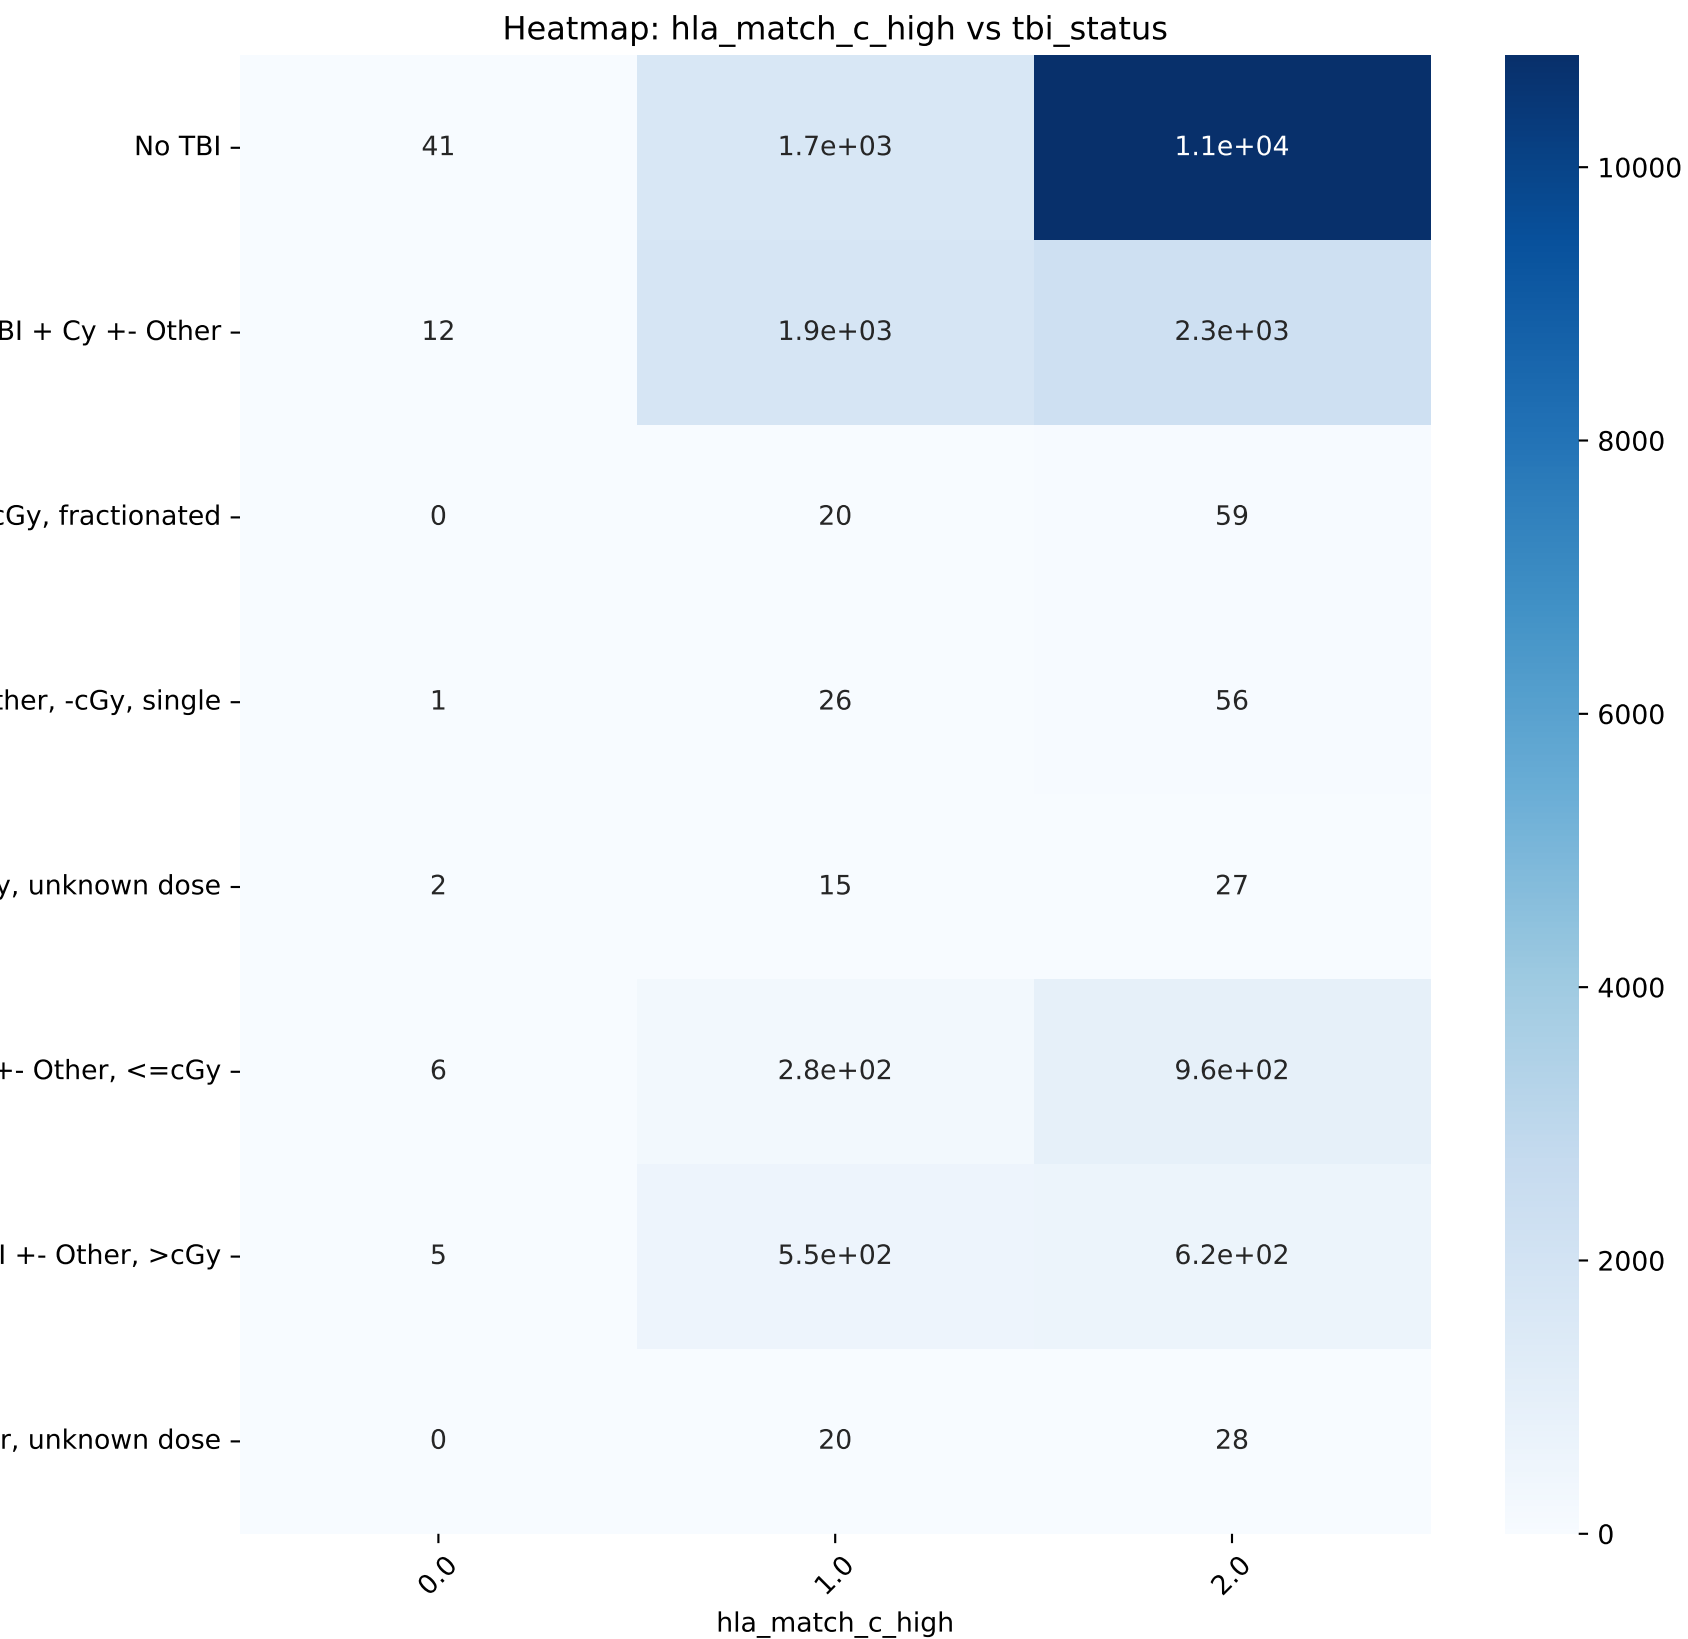 Heatmap: hla_match_c_high vs tbi_status
No TBI 41 1.7e+03 1.1e+04
BI + Cy +- Other 12 1.9e+03 2.3e+03
cGy, fractionated 0 20 59
ther, -cGy, single 1 26 56
y, unknown dose 2 15 27
+- Other, <=cGy 6 2.8e+02 9.6e+02
I +- Other, >cGy 5 5.5e+02 6.2e+02
r, unknown dose 0 20 28
0.0 1.0 2.0
hla_match_c_high
10000
8000
6000
4000
2000
0